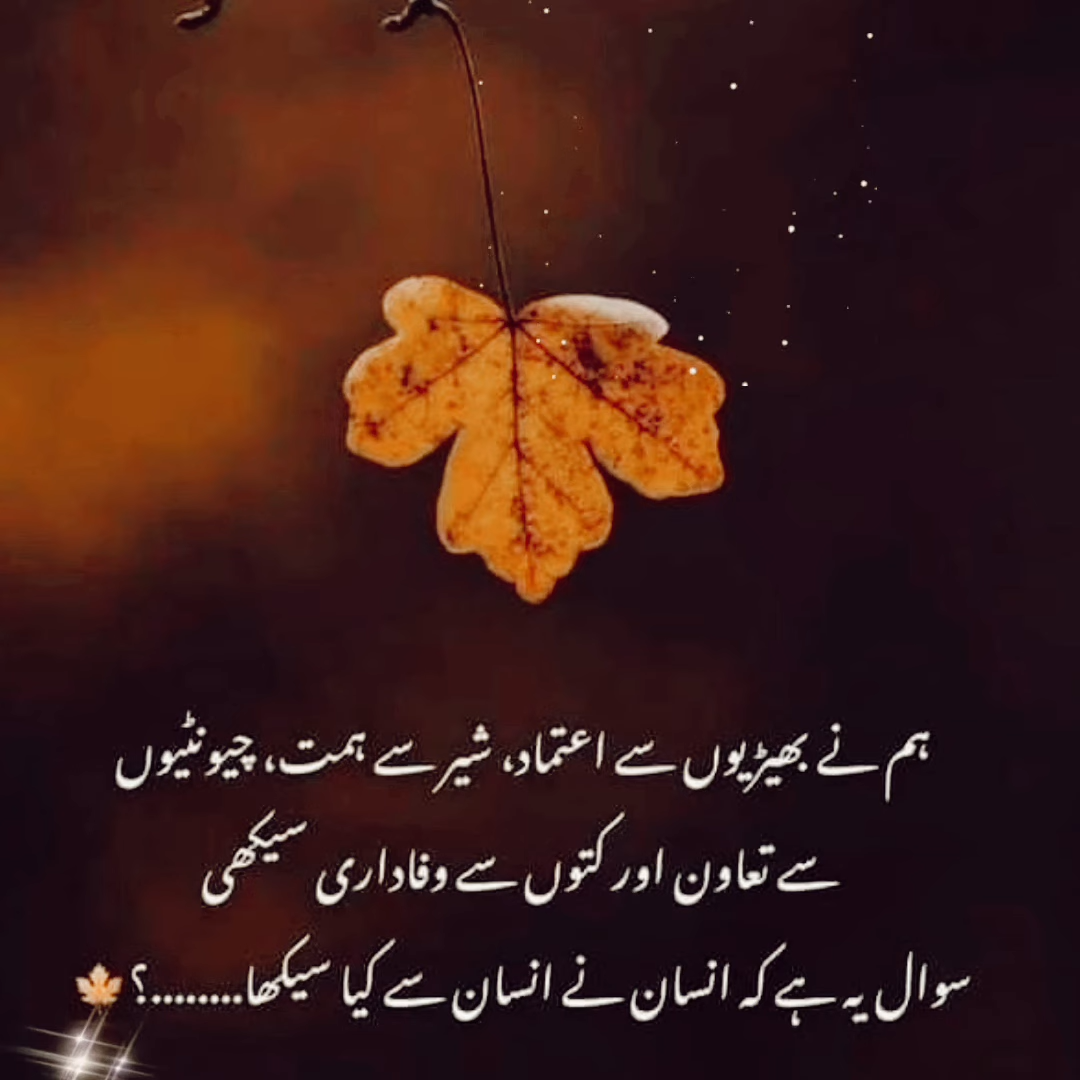 ہم نے بھیڑیوں سے اعتماد، شیر سے ہمت، چیونٹیوں
سے تعاون اور کتوں سے وفاداری سیکھی
سوال یہ ہے کہ انسان نے انسان سے کیا سیکھا........؟ 🍁